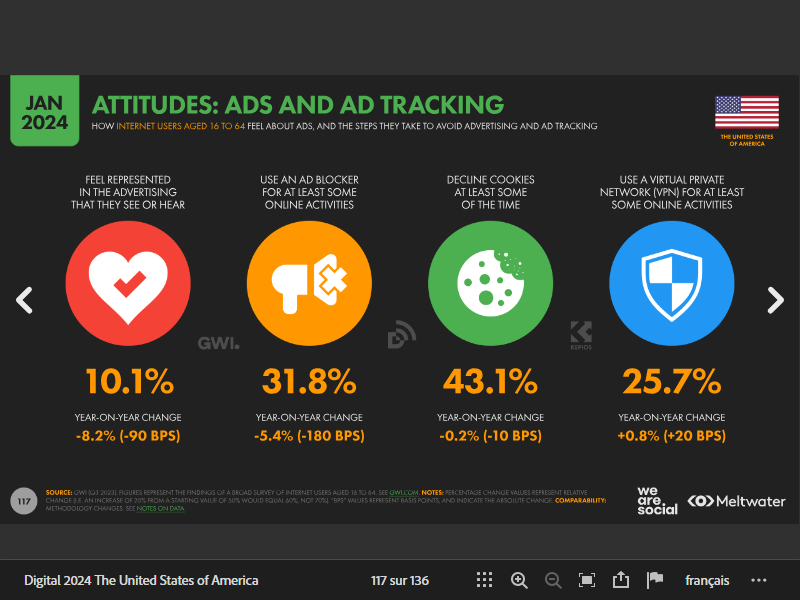 JAN
2024
ATTITUDES: ADS AND AD TRACKING
HOW INTERNET USERS AGED 16 TO 64 FEEL ABOUT ADS, AND THE STEPS THEY TAKE TO AVOID ADVERTISING AND AD TRACKING
THE UNITED STATES
OF AMERICA
FEEL REPRESENTED
IN THE ADVERTISING
THAT THEY SEE OR HEAR
USE AN AD BLOCKER
FOR AT LEAST SOME
ONLINE ACTIVITIES
DECLINE COOKIES
AT LEAST SOME
OF THE TIME
USE A VIRTUAL PRIVATE
NETWORK (VPN) FOR AT LEAST
SOME ONLINE ACTIVITIES
GWI.
KEPIOS
10.1%
31.8%
43.1%
25.7%
YEAR-ON-YEAR CHANGE
YEAR-ON-YEAR CHANGE
YEAR-ON-YEAR CHANGE
YEAR-ON-YEAR CHANGE
-8.2% (-90 BPS)
-5.4% (-180 BPS)
-0.2% (-10 BPS)
+0.8% (+20 BPS)
117
SOURCE: GWI (Q3 2023). FIGURES REPRESENT THE FINDINGS OF A BROAD SURVEY OF INTERNET USERS AGED 16 TO 64. SEE GWI.COM. NOTES: PERCENTAGE CHANGE VALUES REPRESENT RELATIVE
CHANGE (I.E. AN INCREASE OF 20% FROM A STARTING VALUE OF 50% WOULD EQUAL 60%, NOT 70%). "BPS" VALUES REPRESENT BASIS POINTS, AND INDICATE THE ABSOLUTE CHANGE. COMPARABILITY:
METHODOLOGY CHANGES. SEE NOTES ON DATA.
we
are.
social
Meltwater
Digital 2024 The United States of America
117 sur 136
français